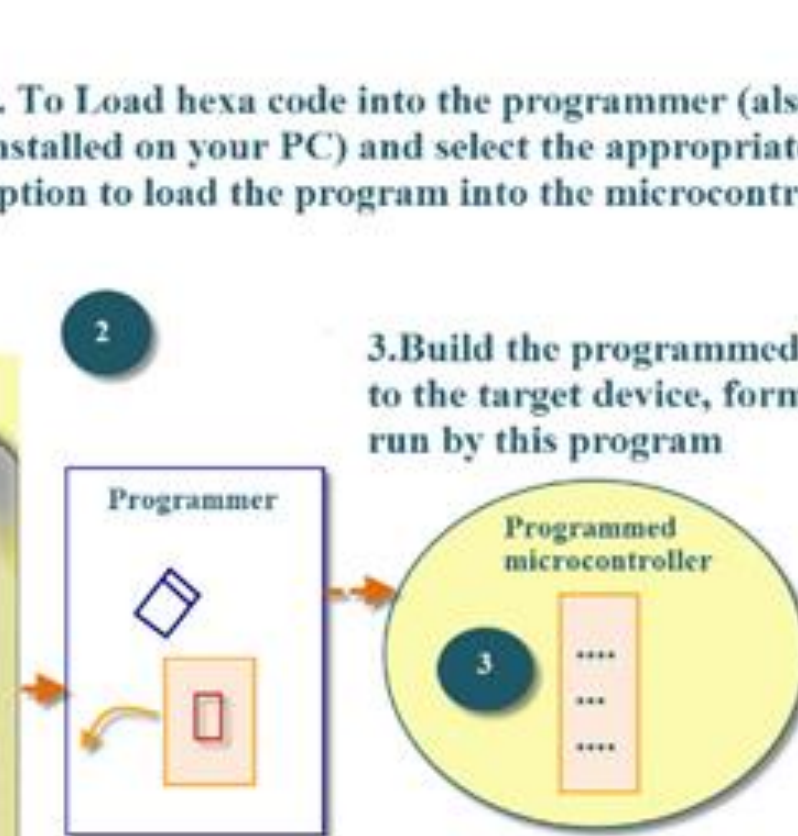 . To Load hexa code into the programmer (als
nstalled on your PC) and select the appropriat
ption to load the program into the microcontr
2
3.Build the programmed
to the target device, form
run by this program
Programmer
Programmed
microcontroller
3